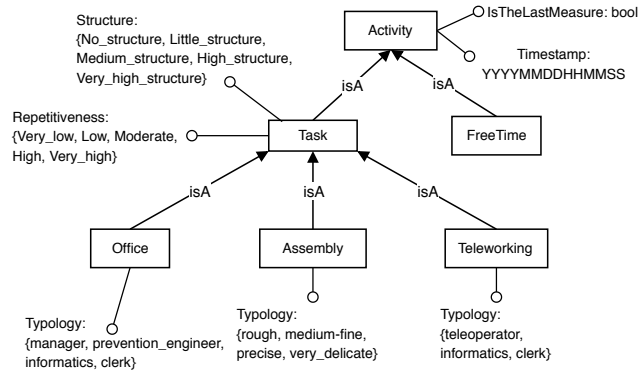 Structure:
{No_structure, Little_structure,
Medium_structure, High_structure,
Very_high_structure}
Activity
IsTheLastMeasure: bool
Timestamp:
YYYYMMDDHHMMSS
isA
isA
Repetitiveness:
{Very_low, Low, Moderate,
High, Very_high}
Task
FreeTime
isA
isA
isA
Office
Assembly
Teleworking
Typology:
{manager, prevention_engineer,
informatics, clerk}
Typology:
{rough, medium-fine,
precise, very_delicate}
Typology:
{teleoperator,
informatics, clerk}